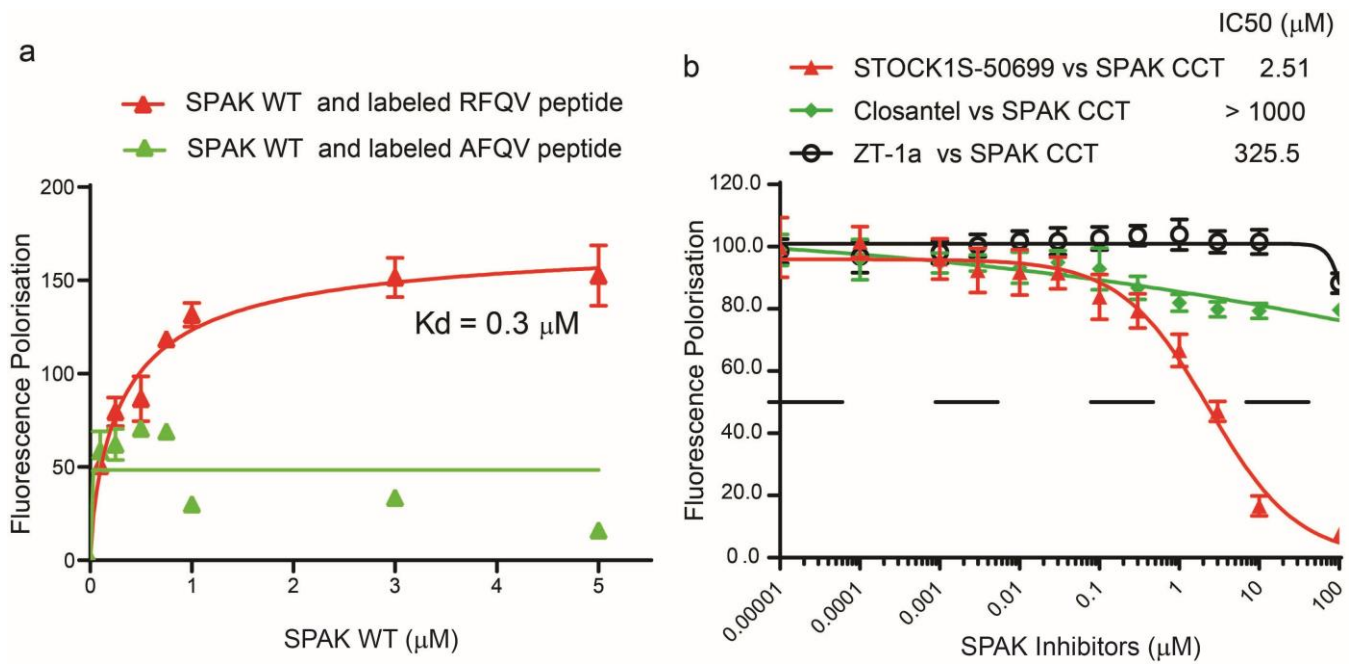 a
SPAK WT and labeled RFQV peptide
SPAK WT and labeled AFQV peptide
Fluorescence Polorisation
200
150
100
50
0
Kd = 0.3 μM
0 1 2 3 4 5
SPAK WT (μM)
b
IC50 (μM)
STOCK1S-50699 vs SPAK CCT 2.51
Closantel vs SPAK CCT > 1000
ZT-1a vs SPAK CCT 325.5
Fluorescence Polorisation
120.0
100.0
80.0
60.0
40.0
20.0
0.0
0.00001 0.0001 0.001 0.01 0.1 1 10 100
SPAK Inhibitors (μM)